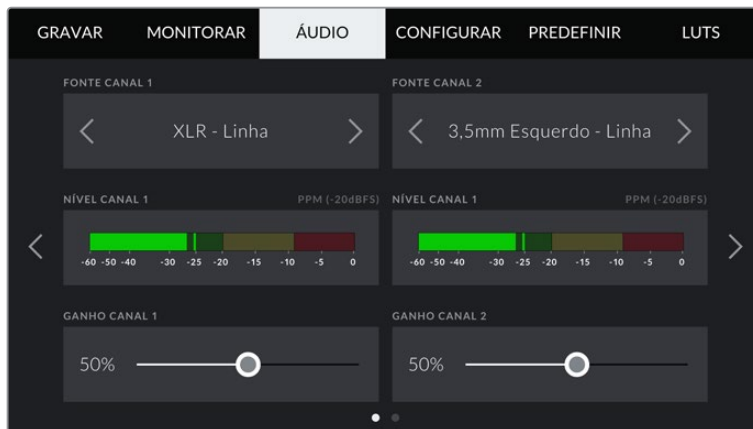 GRAVAR MONITORAR ÁUDIO CONFIGURAR PREDEFINIR LUTS
FONTE CANAL 1 FONTE CANAL 2
XLR - Linha 3,5mm Esquerdo - Linha
NÍVEL CANAL 1 PPM (-20dBFS) NÍVEL CANAL 1 PPM (-20dBFS)
-60 -50 -40 -30 -25 -20 -15 -10 -5 0 -60 -50 -40 -30 -25 -20 -15 -10 -5 0
GANHO CANAL 1 GANHO CANAL 2
50% 50%